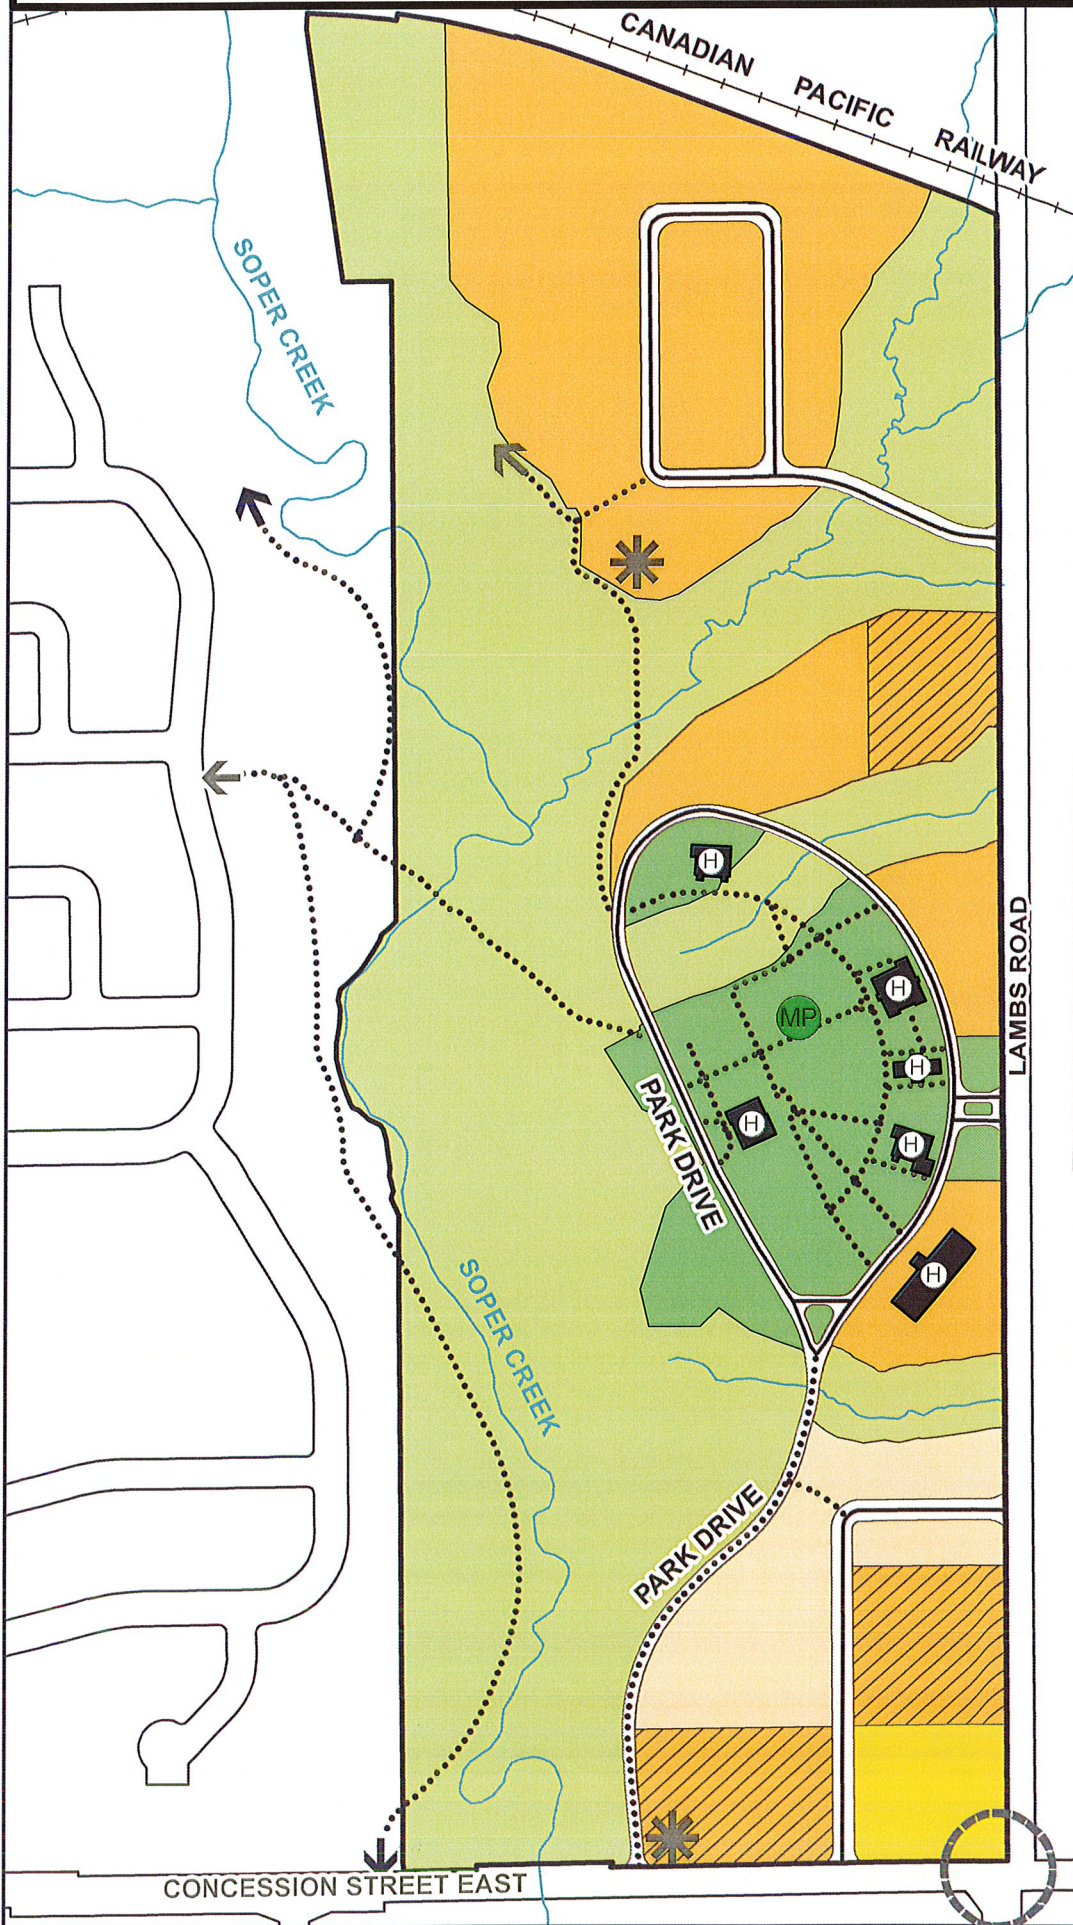 CANADIAN PACIFIC RAILWAY
SOPER CREEK
H
LAMBS ROAD
H
MP
H
H
H
PARK DRIVE
H
SOPER CREEK
PARK DRIVE
CONCESSION STREET EAST